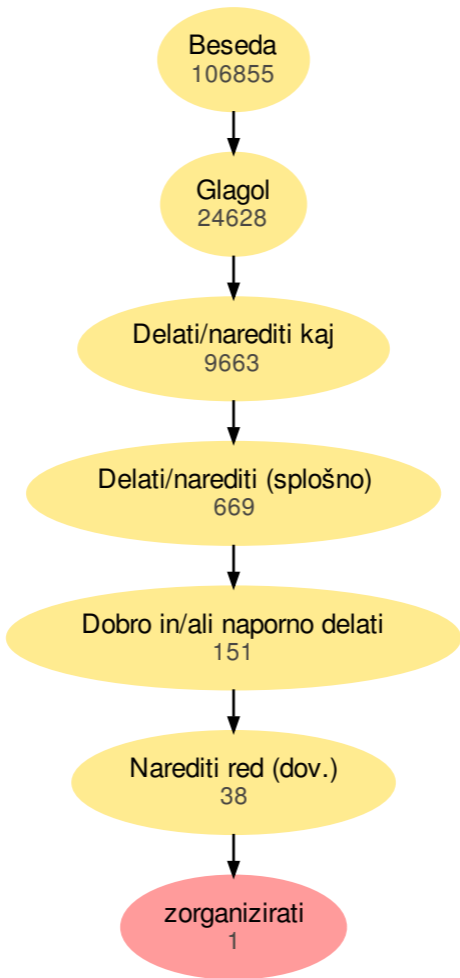 Beseda
106855
Glagol
24628
Delati/narediti kaj
9663
Delati/narediti (splošno)
669
Dobro in/ali naporno delati
151
Narediti red (dov.)
38
zorganizirati
1